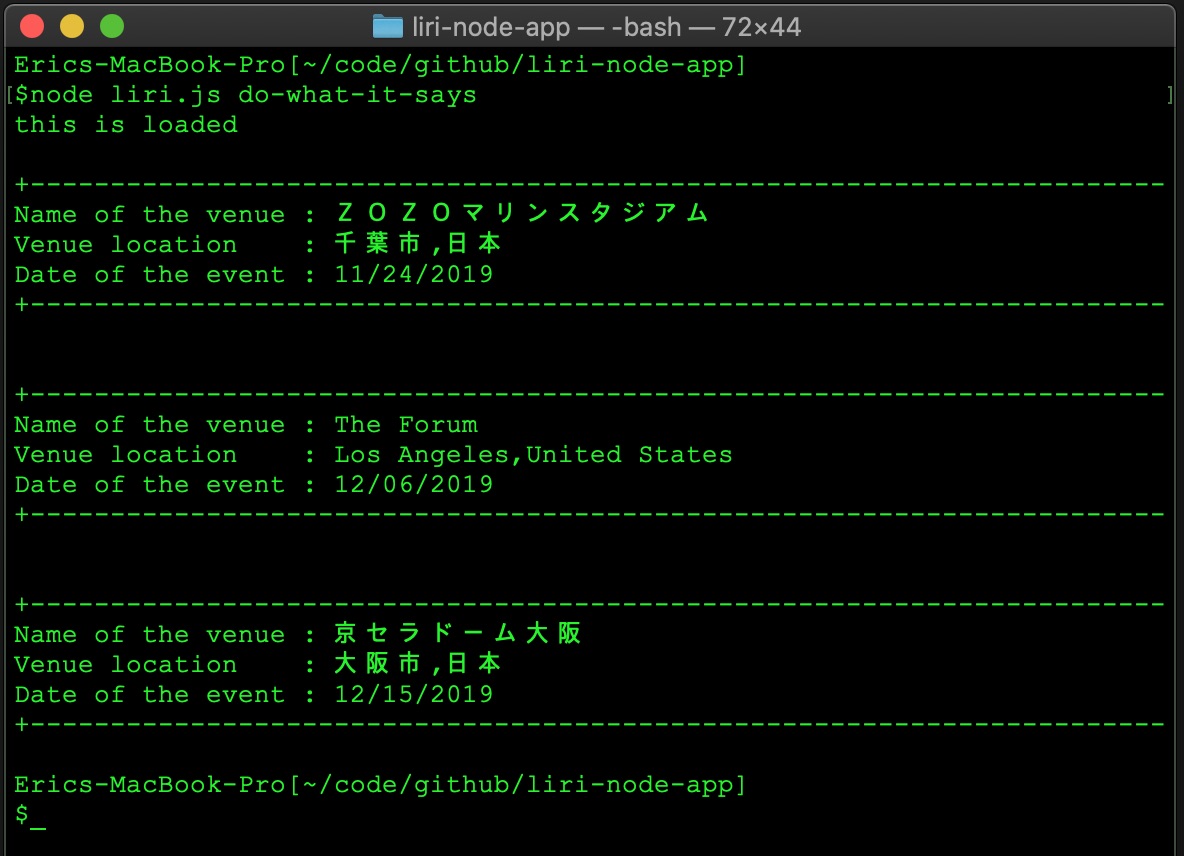 liri-node-app — -bash — 72×44
Erics-MacBook-Pro[~/code/github/liri-node-app]
[$node liri.js do-what-it-says ]
this is loaded
+-----------------------------------------------------------------------
Name of the venue : ＺＯＺＯマリンスタジアム
Venue location    : 千葉市,日本
Date of the event : 11/24/2019
+-----------------------------------------------------------------------
+-----------------------------------------------------------------------
Name of the venue : The Forum
Venue location    : Los Angeles,United States
Date of the event : 12/06/2019
+-----------------------------------------------------------------------
+-----------------------------------------------------------------------
Name of the venue : 京セラドーム大阪
Venue location    : 大阪市,日本
Date of the event : 12/15/2019
+-----------------------------------------------------------------------
Erics-MacBook-Pro[~/code/github/liri-node-app]
$_